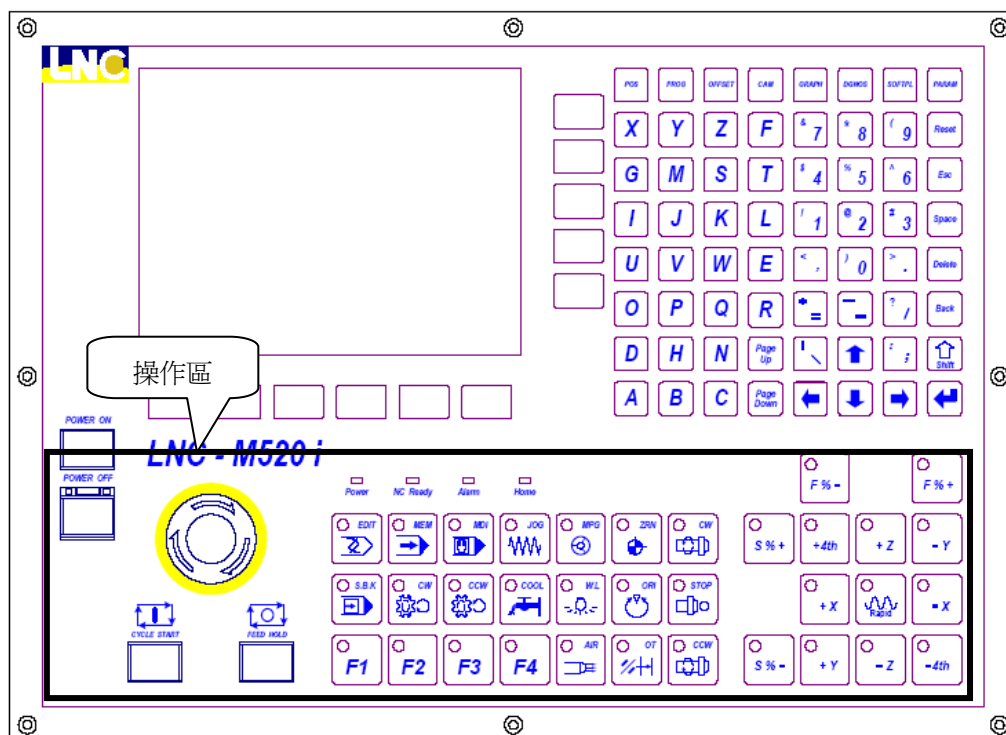 LNC
POS PROG OFFSET CAM GRAPH DGNOS SOFTPL PARAM
X Y Z F & 7 * 8 ( 9 Reset
G M S T $ 4 % 5 ^ 6 Esc
I J K L ! 1 @ 2 # 3 Space
U V W E < , ) 0 > . Delete
O P Q R + = - ? / Back
D H N Page Up \ : ; Shift
A B C Page Down
操作區
POWER ON
LNC - M520 i
POWER OFF
Power NC Ready Alarm Home
F % - F % +
EDIT MEM MDI JOG MPG ZRN CW
S % + +4th + Z - Y
S.B.K CW CCW COOL W.L ORI STOP
+ X Rapid - X
CYCLE START FEED HOLD
F1 F2 F3 F4 AIR OT CCW
S % - + Y - Z -4th